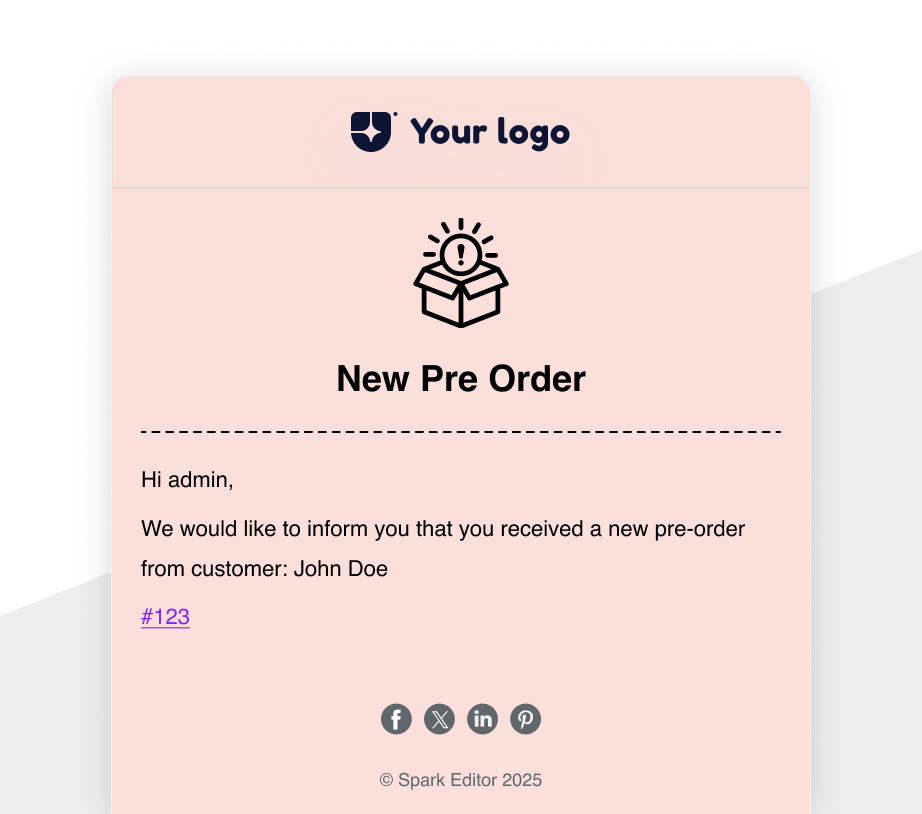 Your logo
New Pre Order
Hi admin,
We would like to inform you that you received a new pre-order
from customer: John Doe
#123
© Spark Editor 2025